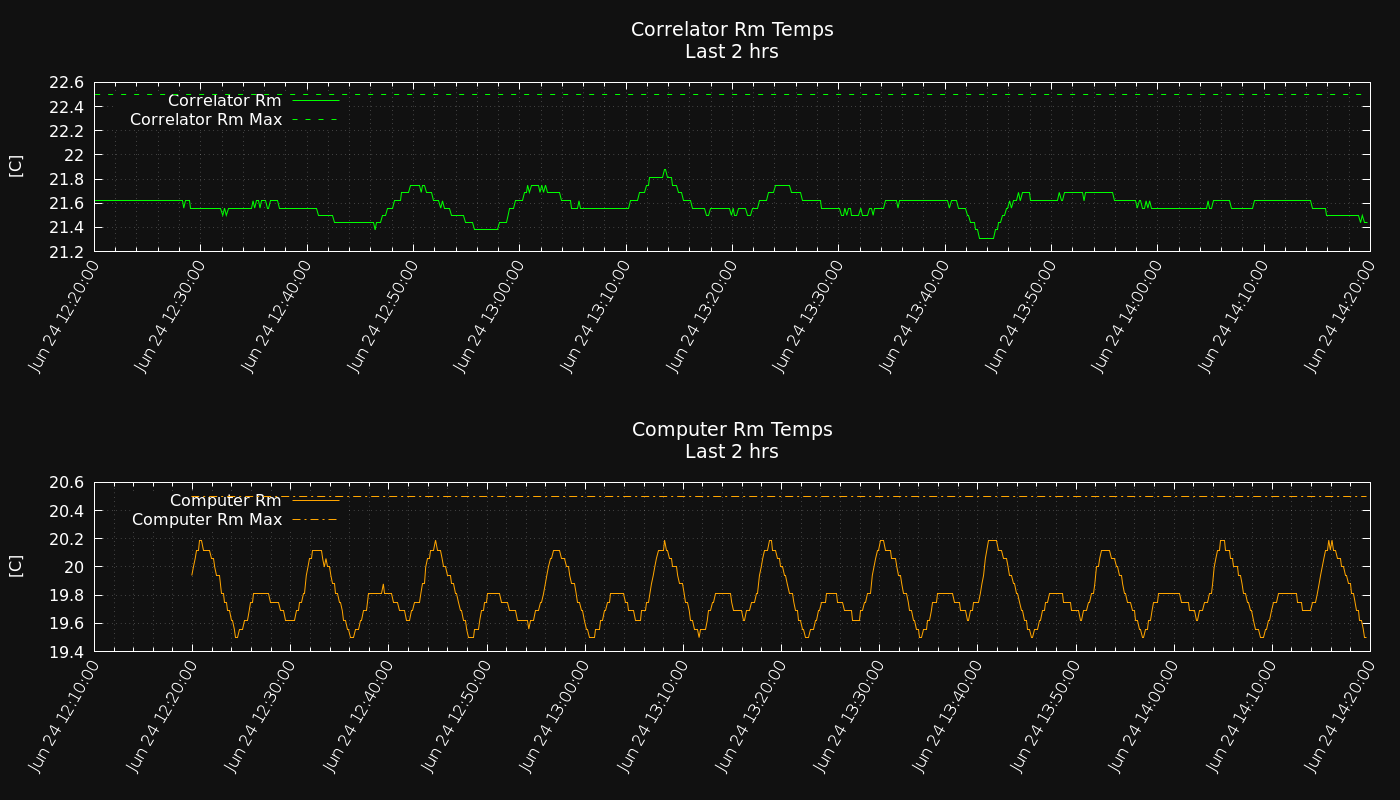 Correlator Rm Temps
Last 2 hrs
[C]
22.6
22.4
22.2
22
21.8
21.6
21.4
21.2
Correlator Rm
Correlator Rm Max
Jun 24 12:20:00
Jun 24 12:30:00
Jun 24 12:40:00
Jun 24 12:50:00
Jun 24 13:00:00
Jun 24 13:10:00
Jun 24 13:20:00
Jun 24 13:30:00
Jun 24 13:40:00
Jun 24 13:50:00
Jun 24 14:00:00
Jun 24 14:10:00
Jun 24 14:20:00
Computer Rm Temps
Last 2 hrs
[C]
20.6
20.4
20.2
20
19.8
19.6
19.4
Computer Rm
Computer Rm Max
Jun 24 12:10:00
Jun 24 12:20:00
Jun 24 12:30:00
Jun 24 12:40:00
Jun 24 12:50:00
Jun 24 13:00:00
Jun 24 13:10:00
Jun 24 13:20:00
Jun 24 13:30:00
Jun 24 13:40:00
Jun 24 13:50:00
Jun 24 14:00:00
Jun 24 14:10:00
Jun 24 14:20:00